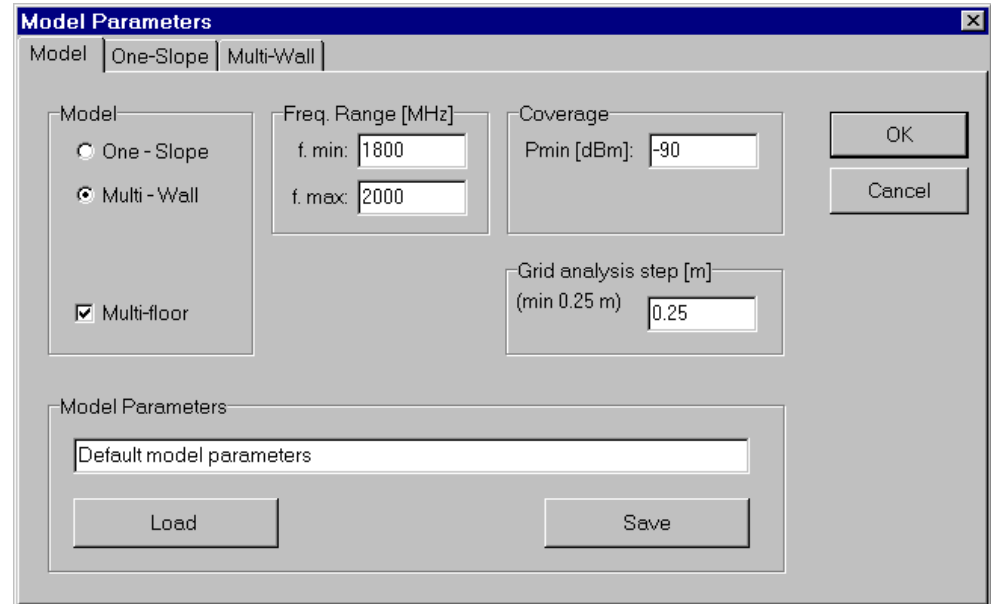 Model Parameters
Model One-Slope Multi-Wall
Model
One - Slope
Multi - Wall
Multi-floor
Freq. Range [MHz]
f. min: 1800
f. max: 2000
Coverage
Pmin [dBm]: -90
Grid analysis step [m]
(min 0.25 m) 0.25
OK
Cancel
Model Parameters
Default model parameters
Load Save